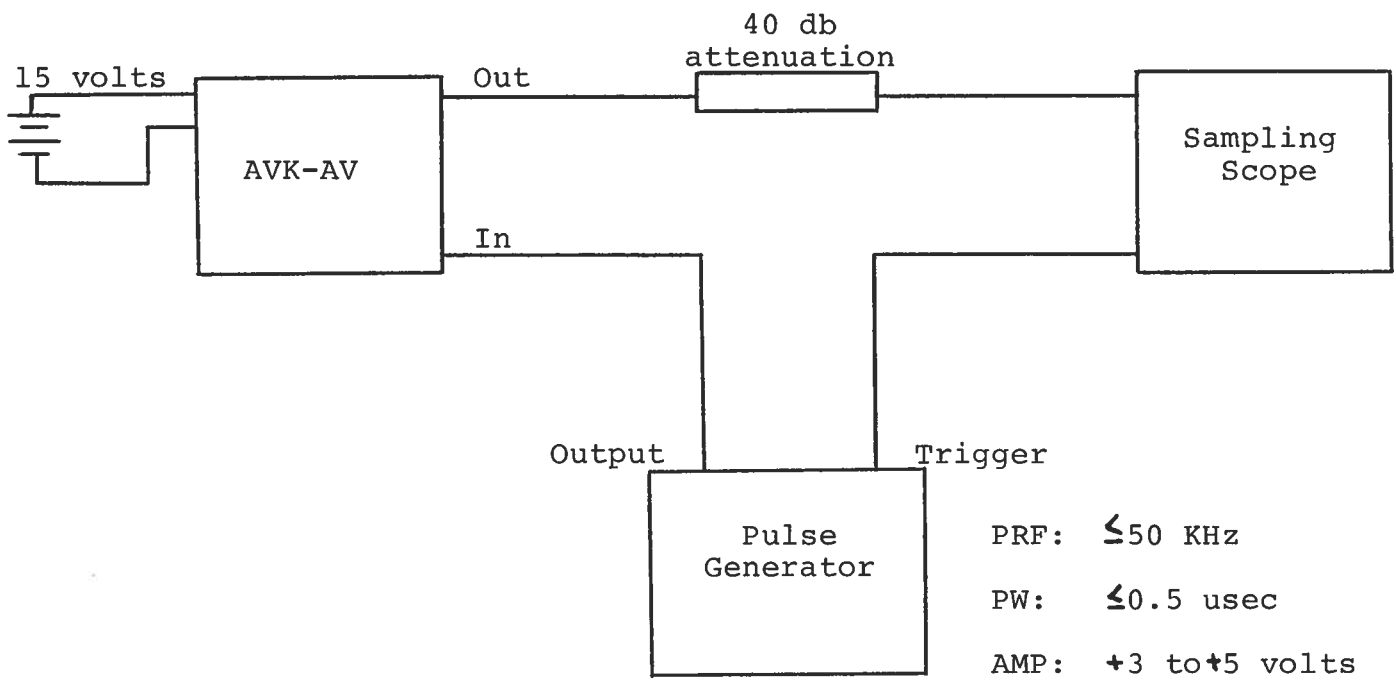 40 db
attenuation
15 volts
Out
AVK-AV
Sampling
Scope
In
Output
Trigger
Pulse
Generator
PRF: ≤50 KHz
PW: ≤0.5 usec
AMP: +3 to+5 volts